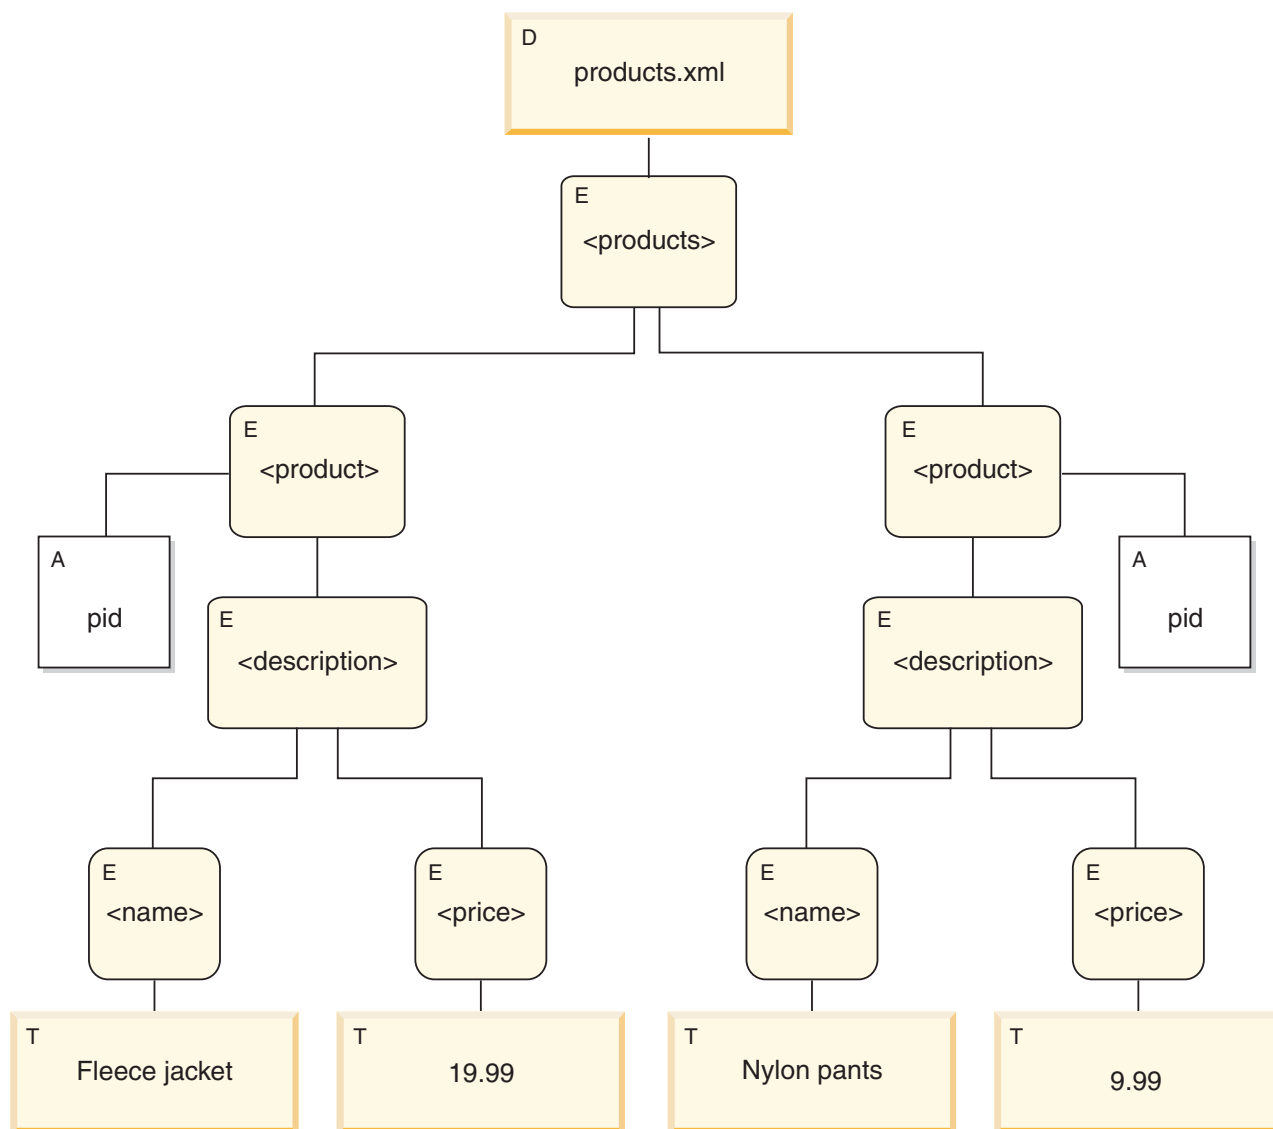 D
products.xml
E
<products>
E
<product>
E
<product>
A
pid
A
pid
E
<description>
E
<description>
E
<name>
E
<price>
E
<name>
E
<price>
T
Fleece jacket
T
19.99
T
Nylon pants
T
9.99